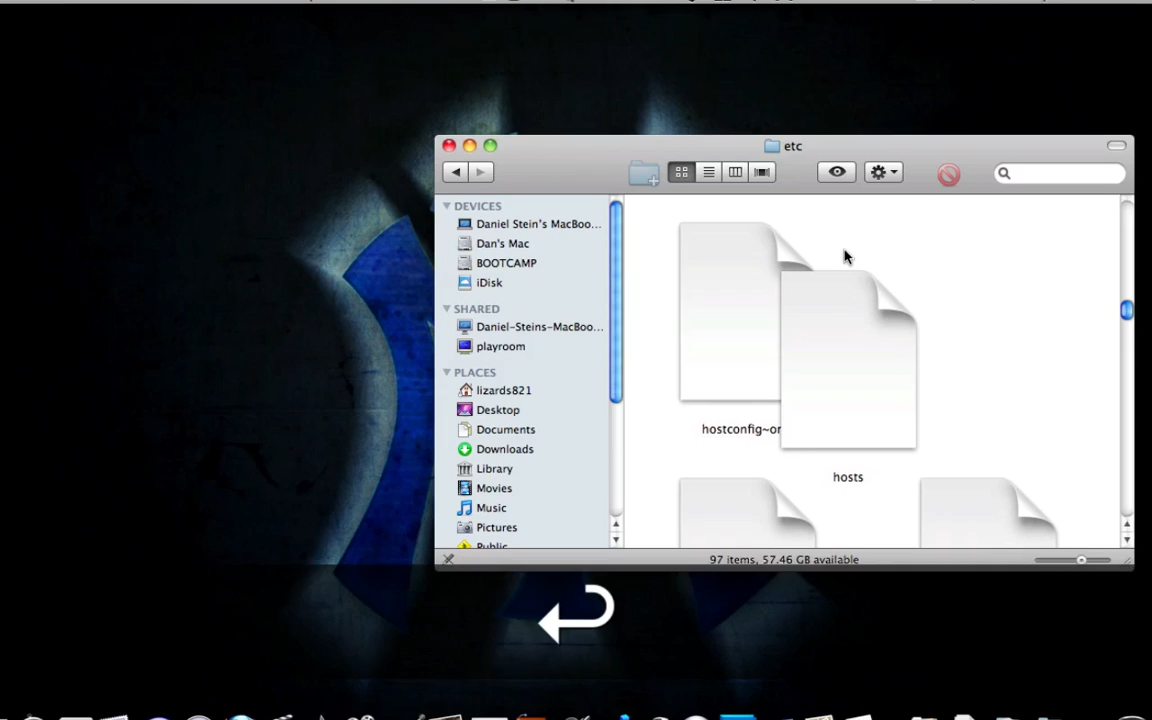 etc
DEVICES
Daniel Stein's MacBoo...
Dan's Mac
BOOTCAMP
iDisk
SHARED
Daniel-Steins-MacBoo...
playroom
PLACES
lizards821
Desktop
Documents
Downloads
Library
Movies
Music
Pictures
Public
hostconfig~or
hosts
97 items, 57.46 GB available